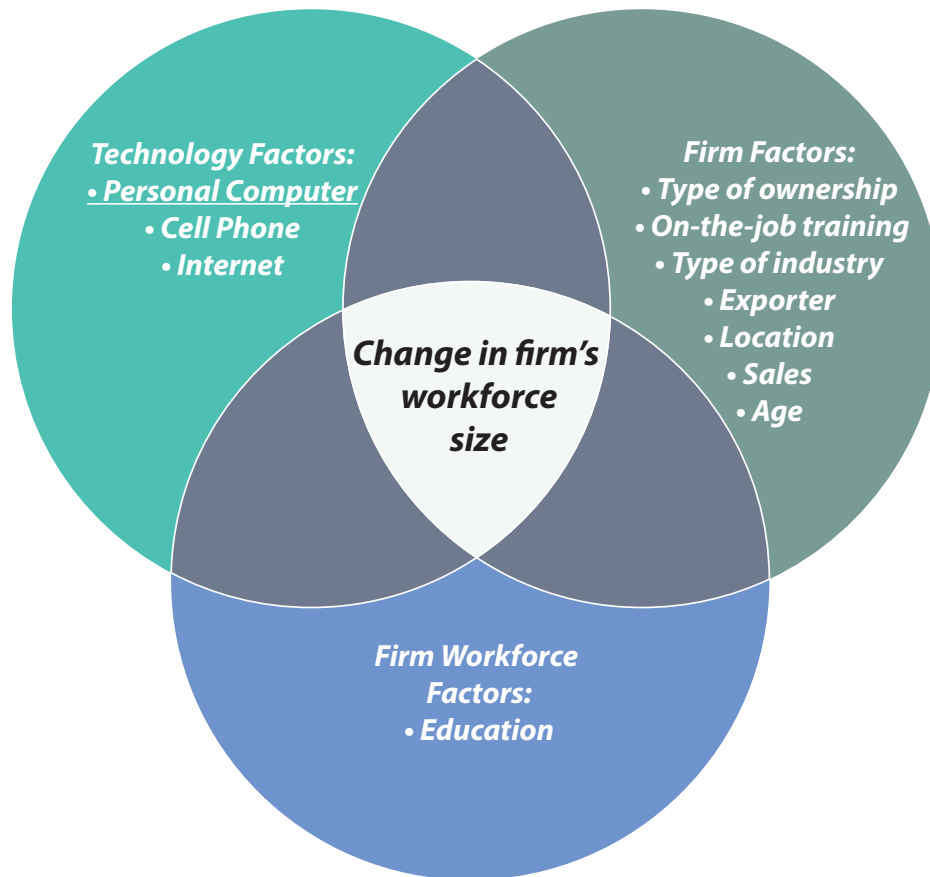 Technology Factors:
• Personal Computer
• Cell Phone
• Internet
Firm Factors:
• Type of ownership
• On-the-job training
• Type of industry
• Exporter
• Location
• Sales
• Age
Change in firm's
workforce
size
Firm Workforce
Factors:
• Education